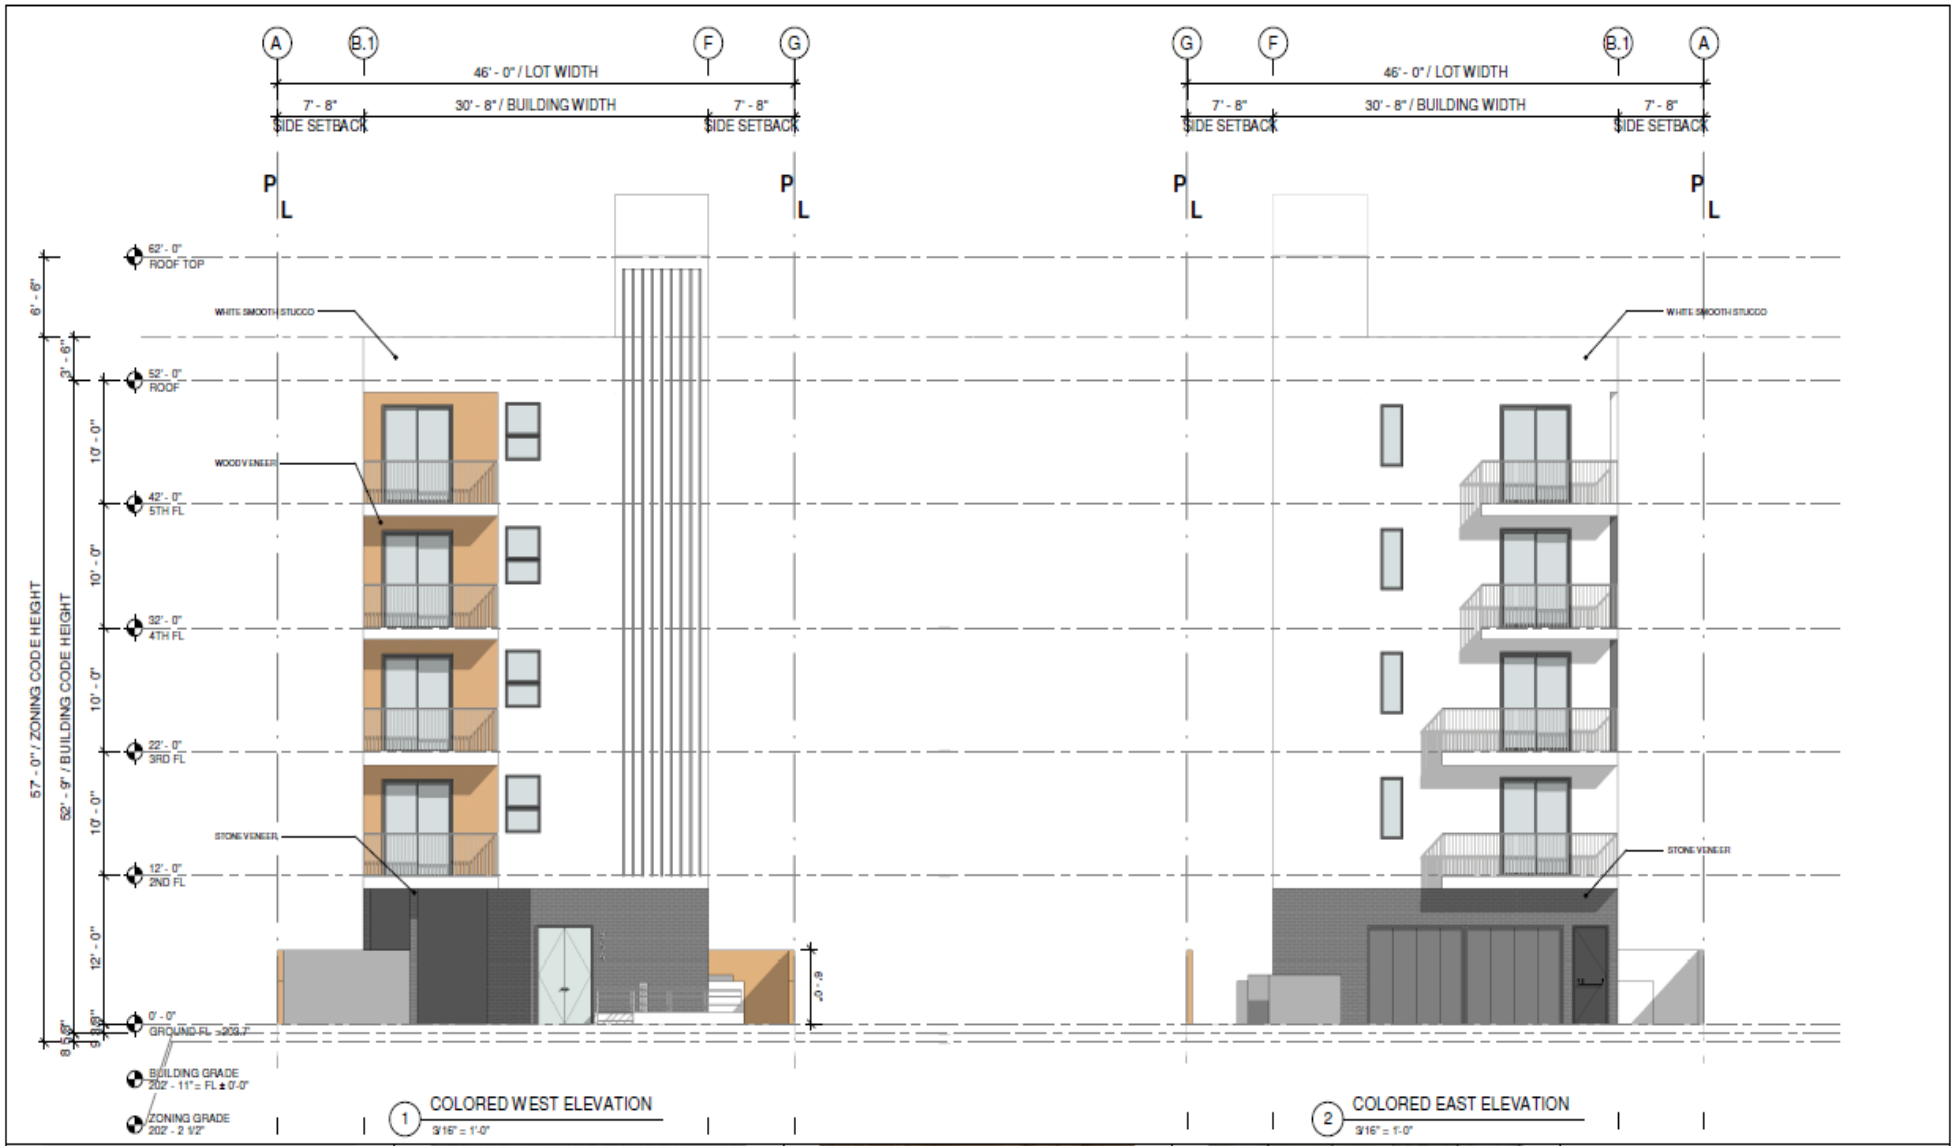 A B.1 F G
46' - 0" / LOT WIDTH
7' - 8" 30' - 8" / BUILDING WIDTH 7' - 8"
SIDE SETBACK SIDE SETBACK
P P
L L
G F B.1 A
46' - 0" / LOT WIDTH
7' - 8" 30' - 8" / BUILDING WIDTH 7' - 8"
SIDE SETBACK SIDE SETBACK
P P
L L
62' - 0"
ROOF TOP
6' - 6"
WHITE SMOOTH STUCCO
WHITE SMOOTH STUCCO
3' - 6"
52' - 0"
ROOF
10' - 0"
WOOD VENEER
42' - 0"
5TH FL
10' - 0"
57' - 0" / ZONING CODE HEIGHT
52' - 9" / BUILDING CODE HEIGHT
32' - 0"
4TH FL
10' - 0"
22' - 0"
3RD FL
10' - 0"
STONE VENEER
STONE VENEER
12' - 0"
2ND FL
12' - 0"
6' - 0"
0' - 0"
GROUND FL =203.7'
BUILDING GRADE
202' - 11" = FL ± 0'-0"
ZONING GRADE
202' - 2 1/2"
1 COLORED WEST ELEVATION
3/16" = 1'-0"
2 COLORED EAST ELEVATION
3/16" = 1'-0"